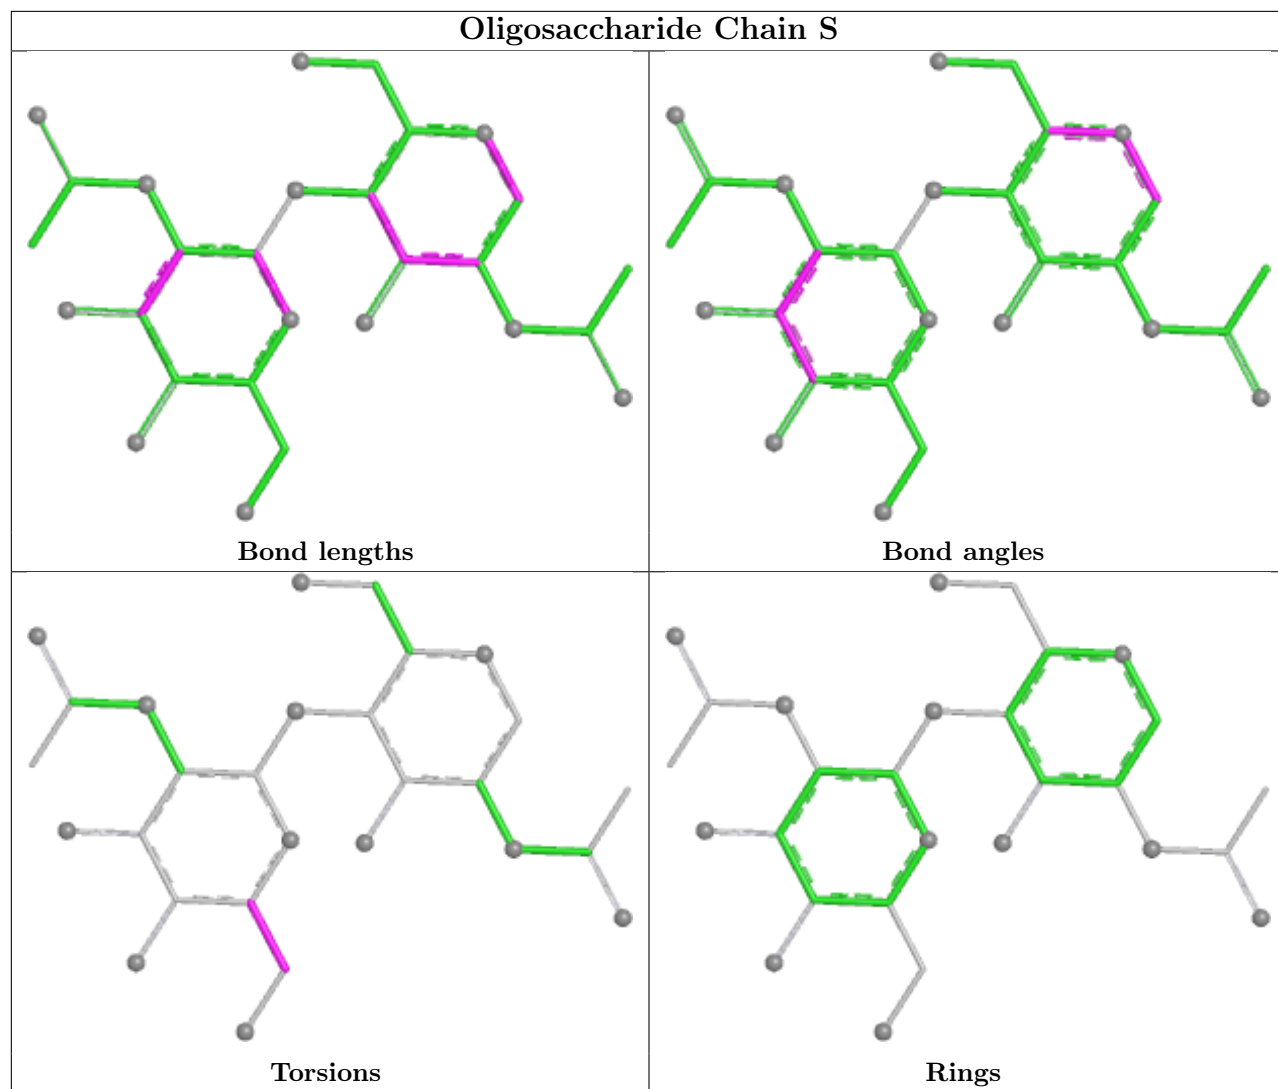 Oligosaccharide Chain S
Bond lengths
Bond angles
Torsions
Rings